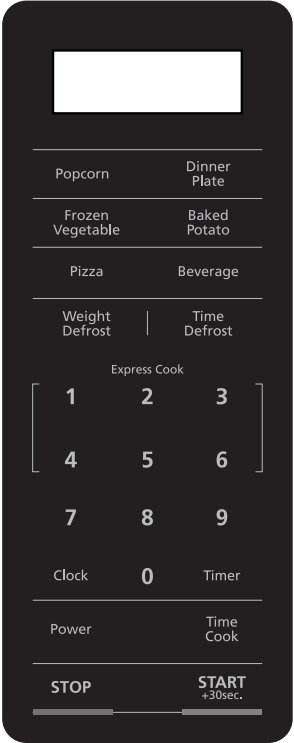 Popcorn
Dinner
Plate
Frozen
Vegetable
Baked
Potato
Pizza
Beverage
Weight
Defrost
Time
Defrost
Express Cook
1 2 3
4 5 6
7 8 9
Clock 0 Timer
Power
Time
Cook
STOP
START
+30sec.